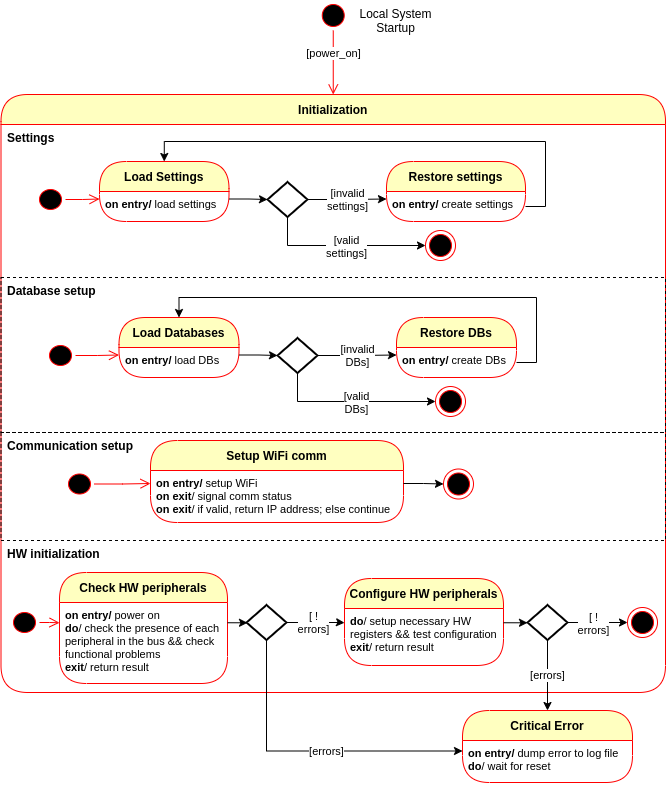 Local System
Startup
[power_on]
Initialization
Settings
Load Settings
on entry/ load settings
[invalid
settings]
Restore settings
on entry/ create settings
[valid
settings]
Database setup
Load Databases
on entry/ load DBs
[invalid
DBs]
Restore DBs
on entry/ create DBs
[valid
DBs]
Communication setup
Setup WiFi comm
on entry/ setup WiFi
on exit/ signal comm status
on exit/ if valid, return IP address; else continue
HW initialization
Check HW peripherals
on entry/ power on
do/ check the presence of each
peripheral in the bus && check
functional problems
exit/ return result
[ !
errors]
Configure HW peripherals
do/ setup necessary HW
registers && test configuration
exit/ return result
[ !
errors]
[errors]
[errors]
Critical Error
on entry/ dump error to log file
do/ wait for reset